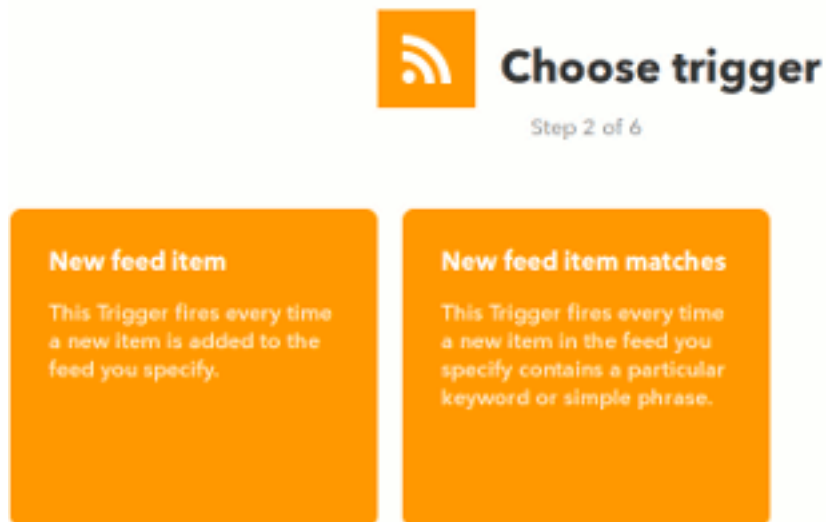 Choose trigger
Step 2 of 6
New feed item
This Trigger fires every time
a new item is added to the
feed you specify.
New feed item matches
This Trigger fires every time
a new item in the feed you
specify contains a particular
keyword or simple phrase.